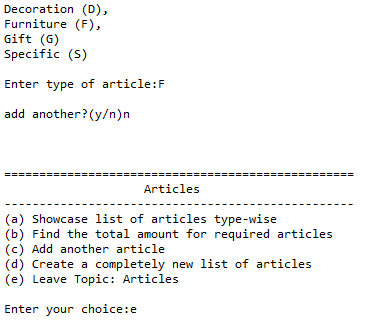 Decoration (D),
Furniture (F),
Gift (G)
Specific (S)
Enter type of article:F
add another?(y/n)n
==================================================
Articles
--------------------------------------------------
(a) Showcase list of articles type-wise
(b) Find the total amount for required articles
(c) Add another article
(d) Create a completely new list of articles
(e) Leave Topic: Articles
Enter your choice:e